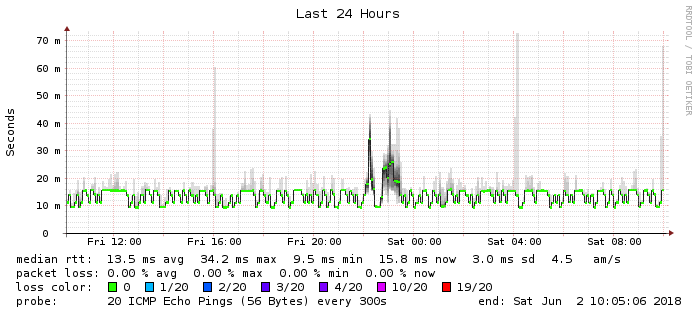 Last 24 Hours
RRDTOOL / TOBI OETIKER
Seconds
70 m
60 m
50 m
40 m
30 m
20 m
10 m
0
Fri 12:00 Fri 16:00 Fri 20:00 Sat 00:00 Sat 04:00 Sat 08:00
median rtt: 13.5 ms avg 34.2 ms max 9.5 ms min 15.8 ms now 3.0 ms sd 4.5 am/s
packet loss: 0.00 % avg 0.00 % max 0.00 % min 0.00 % now
loss color: 0 1/20 2/20 3/20 4/20 10/20 19/20
probe: 20 ICMP Echo Pings (56 Bytes) every 300s end: Sat Jun 2 10:05:06 2018